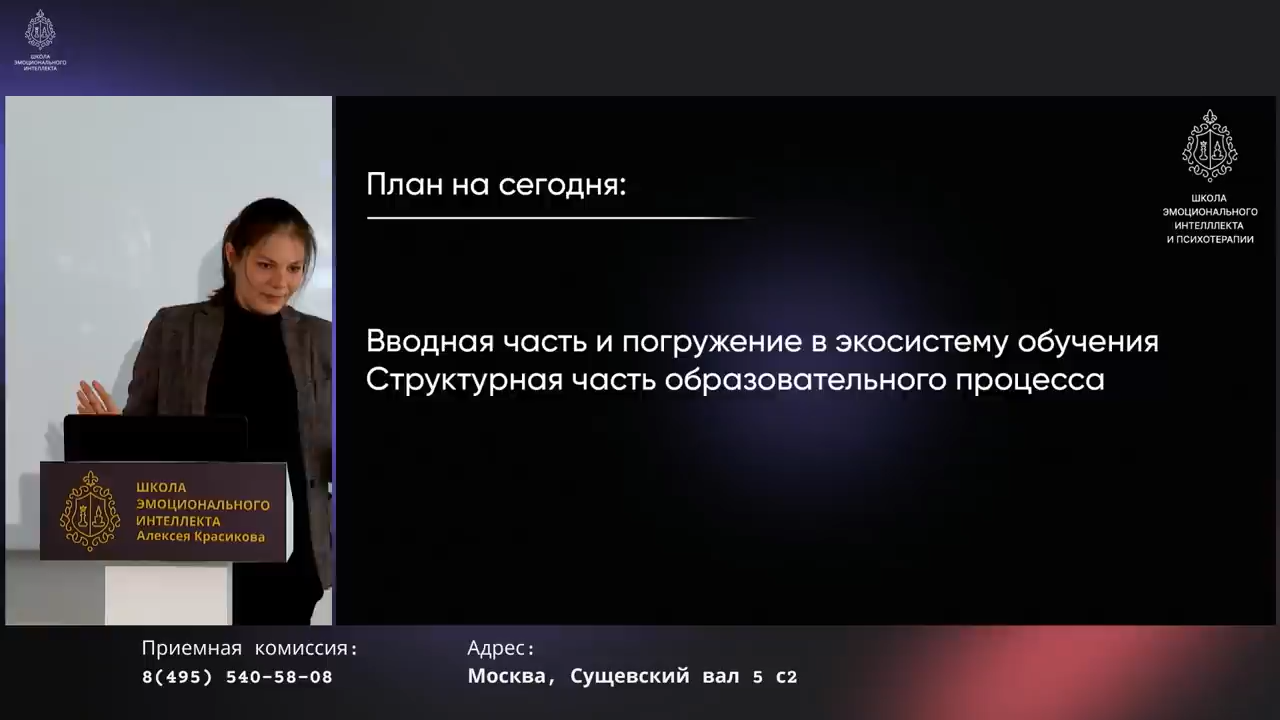 ШКОЛА
ЭМОЦИОНАЛЬНОГО
ИНТЕЛЛЕКТА
План на сегодня:
ШКОЛА
ЭМОЦИОНАЛЬНОГО
ИНТЕЛЛЛЕКТА
И ПСИХОТЕРАПИИ
Вводная часть и погружение в экосистему обучения
Структурная часть образовательного процесса
ШКОЛА
ЭМОЦИОНАЛЬНОГО
ИНТЕЛЛЕКТА
Алексея Красикова
Приемная комиссия:
8(495) 540-58-08
Адрес:
Москва, Сущевский вал 5 с2